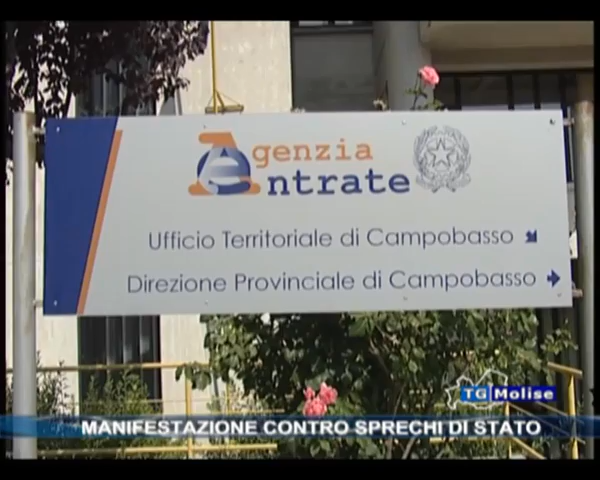 Agenzia
entrate
Ufficio Territoriale di Campobasso
Direzione Provinciale di Campobasso
TG Molise
MANIFESTAZIONE CONTRO SPRECHI DI STATO